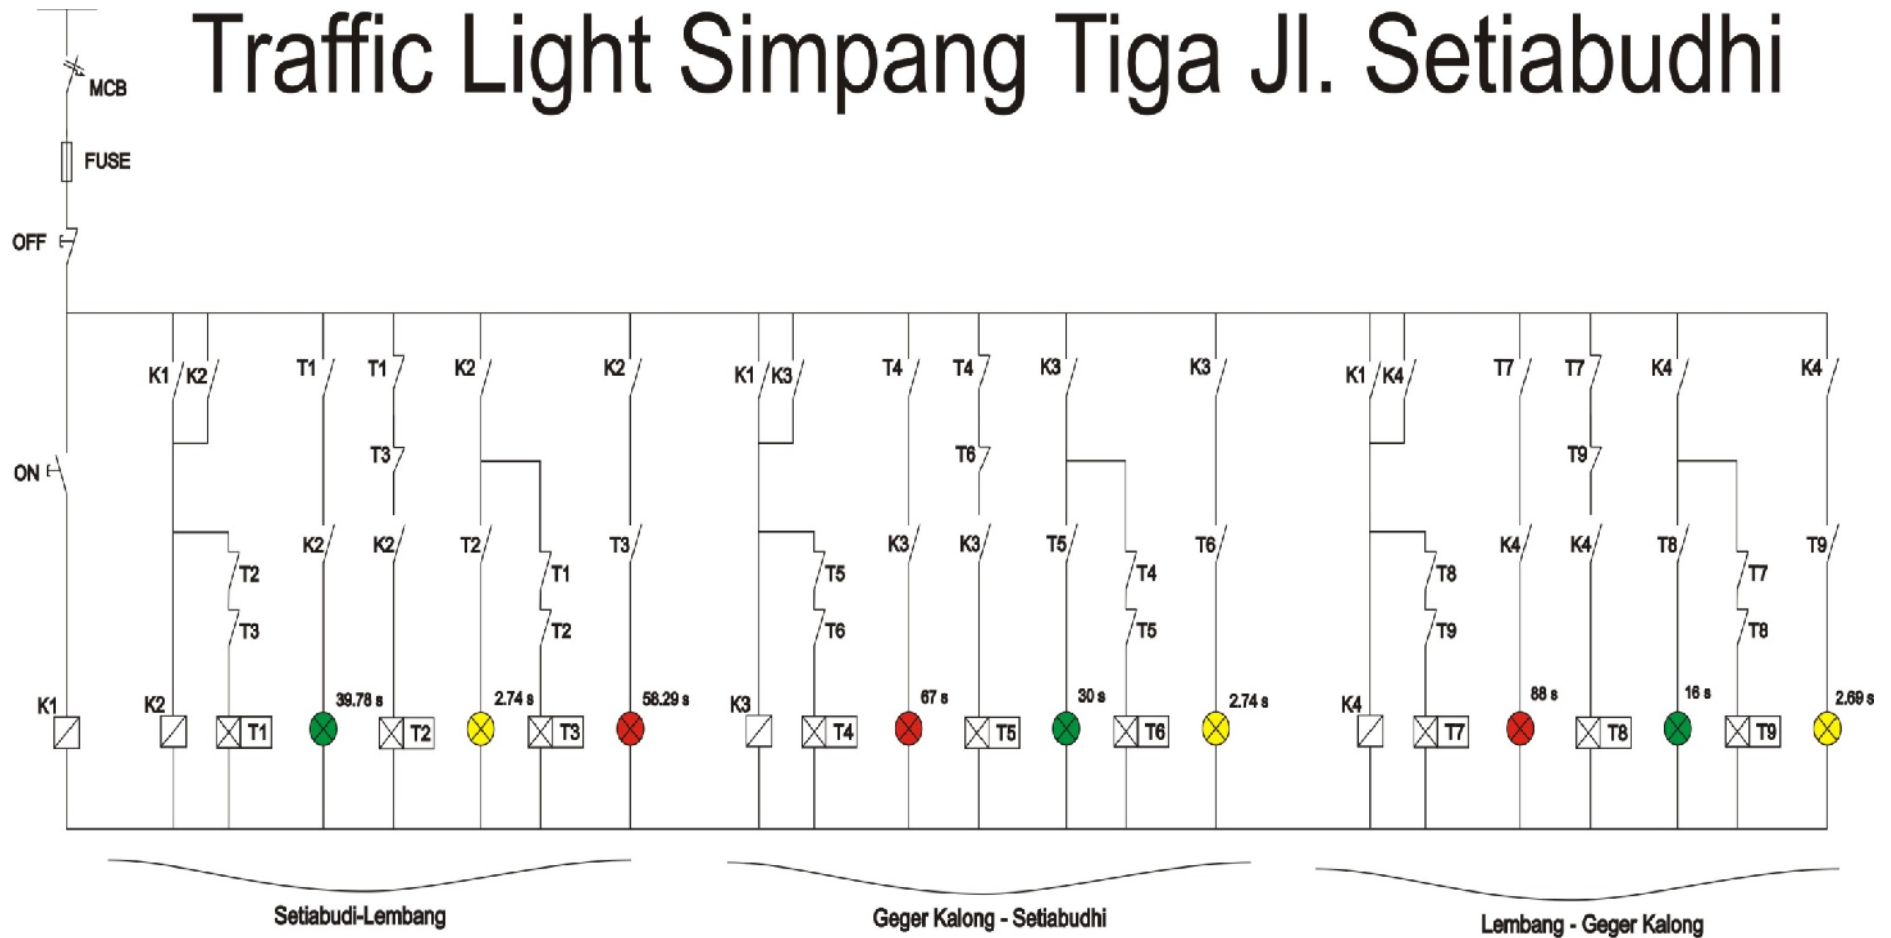 Traffic Light Simpang Tiga Jl. Setiabudhi
MCB
FUSE
OFF
K1 K2 T1 T1 K2 K2 K1 K3 T4 T4 K3 K3 K1 K4 T7 T7 K4 K4
T3 T6 T9
ON
K2 K2 T2 T3 K3 K3 T5 T6 K4 K4 T8 T9
T2 T1 T5 T4 T8 T7
T3 T2 T6 T5 T9 T8
K1 K2 39.78 s 2.74 s 58.29 s K3 67 s 30 s 2.74 s K4 88 s 16 s 2.69 s
T1 T2 T3 T4 T5 T6 T7 T8 T9
Setiabudi-Lembang Geger Kalong - Setiabudhi Lembang - Geger Kalong